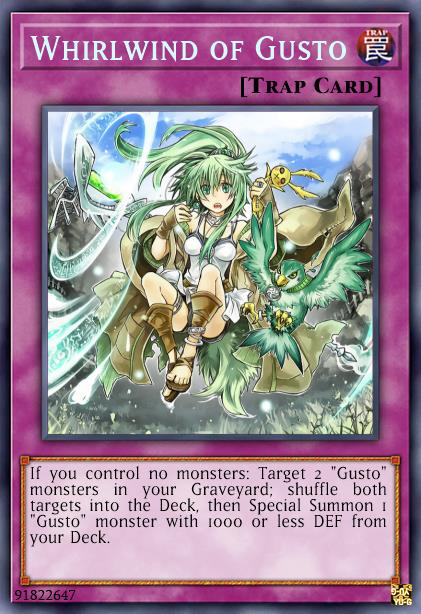 WHIRLWIND OF GUSTO
TRAP
罠
[TRAP CARD]
If you control no monsters: Target 2 "Gusto"
monsters in your Graveyard; shuffle both
targets into the Deck, then Special Summon 1
"Gusto" monster with 1000 or less DEF from
your Deck.
91822647